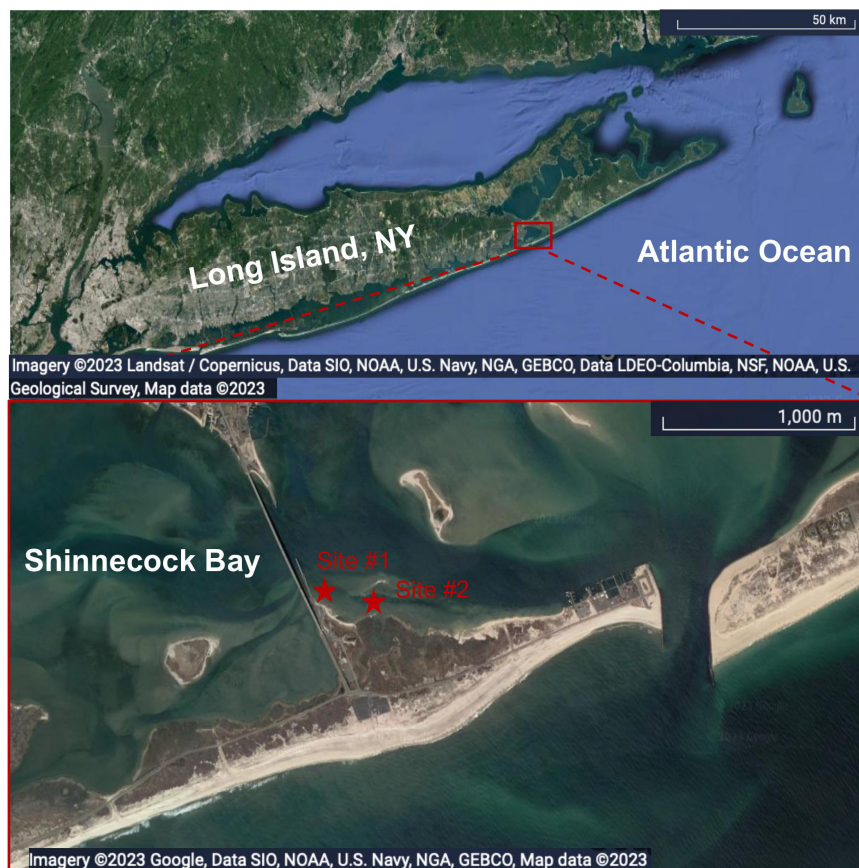 50 km
Long Island, NY
Atlantic Ocean
Imagery ©2023 Landsat / Copernicus, Data SIO, NOAA, U.S. Navy, NGA, GEBCO, Data LDEO-Columbia, NSF, NOAA, U.S.
Geological Survey, Map data ©2023
1,000 m
Shinnecock Bay
Site #1
Site #2
Imagery ©2023 Google, Data SIO, NOAA, U.S. Navy, NGA, GEBCO, Map data ©2023